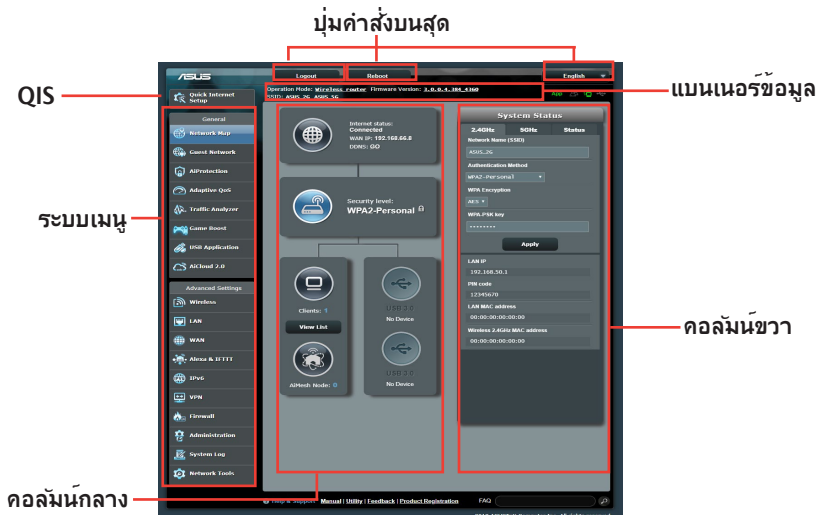 ปุ่มคำสั่งบนสุด
QIS
แบนเนอร์ข้อมูล
ระบบเมนู
คอลัมน์ขวา
คอลัมน์กลาง
ASUS
Logout
Reboot
English
Operation Mode: Wireless router Firmware Version: 3.0.0.4.384_4360
SSID: ASUS_2G ASUS_5G
App
Quick Internet
Setup
General
Network Map
Guest Network
AiProtection
Adaptive QoS
Traffic Analyzer
Game Boost
USB Application
AiCloud 2.0
Advanced Settings
Wireless
LAN
WAN
Alexa & IFTTT
IPv6
VPN
Firewall
Administration
System Log
Network Tools
Internet status:
Connected
WAN IP: 192.168.66.8
DDNS: GO
Security level:
WPA2-Personal
Clients: 1
View List
AiMesh Node: 0
USB 3.0
No Device
USB 3.0
No Device
System Status
2.4GHz 5GHz Status
Network Name (SSID)
ASUS_2G
Authentication Method
WPA2-Personal
WPA Encryption
AES
WPA-PSK key
••••••••
Apply
LAN IP
192.168.50.1
PIN code
12345670
LAN MAC address
00:00:00:00:00:00
Wireless 2.4GHz MAC address
00:00:00:00:00:00
Help & Support Manual | Utility | Feedback | Product Registration FAQ